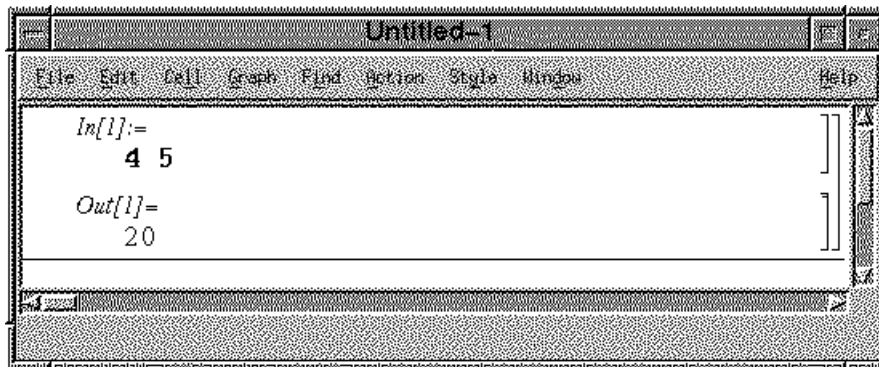 Untitled-1
File Edit Cell Graph Find Action Style Window Help
In[1]:=
4 5
Out[1]=
20